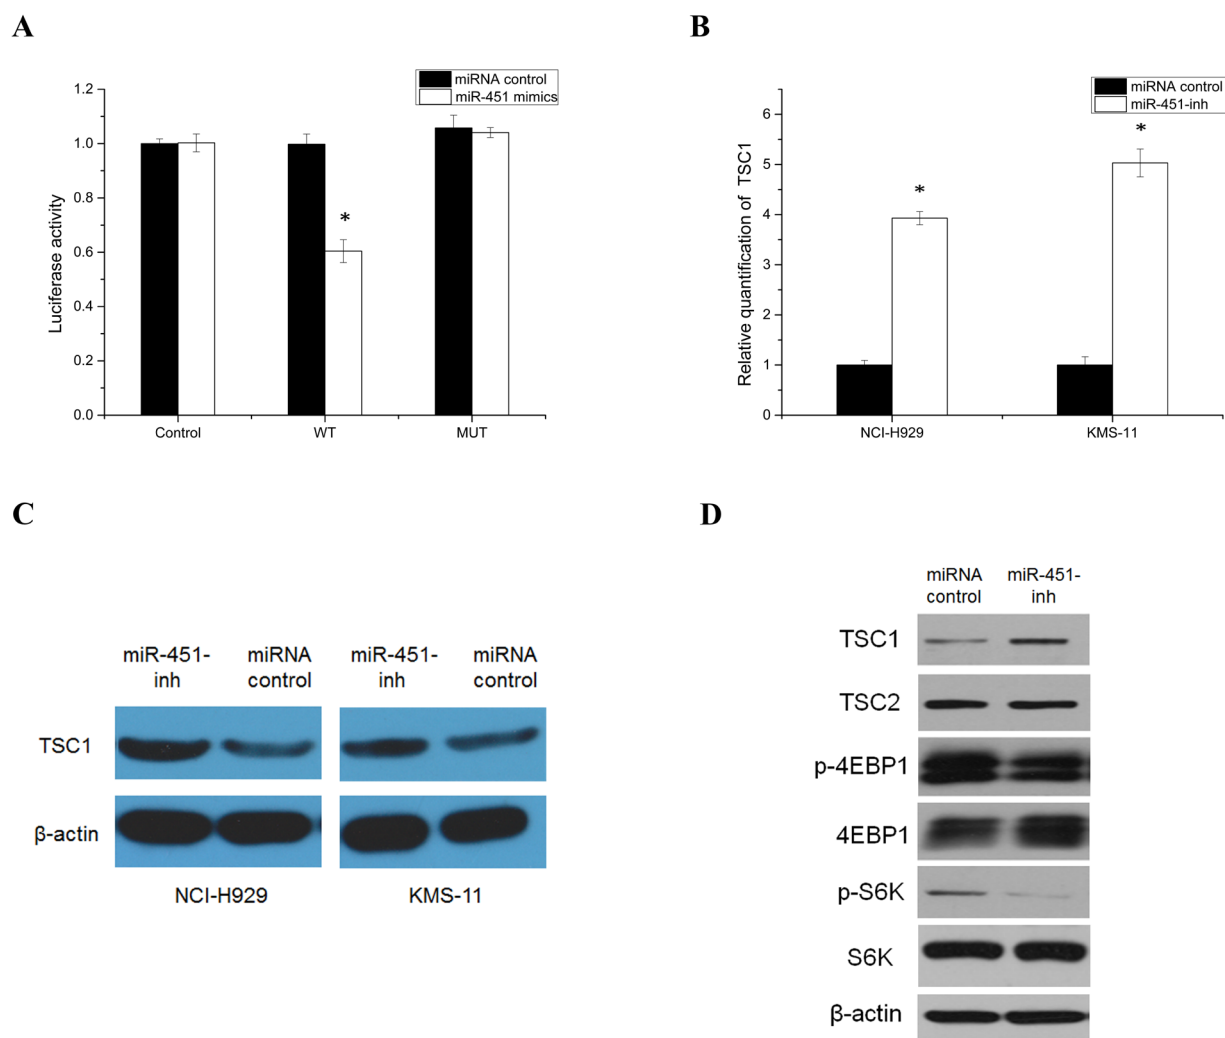 A
miRNA control
miR-451 mimics
1.2
1.0
0.8
0.6
0.4
0.2
0.0
Luciferase activity
*
Control
WT
MUT
B
miRNA control
miR-451-inh
6
5
4
3
2
1
0
Relative quantification of TSC1
*
*
NCI-H929
KMS-11
C
miR-451-
inh
miRNA
control
miR-451-
inh
miRNA
control
TSC1
β-actin
NCI-H929
KMS-11
D
miRNA
control
miR-451-
inh
TSC1
TSC2
p-4EBP1
4EBP1
p-S6K
S6K
β-actin